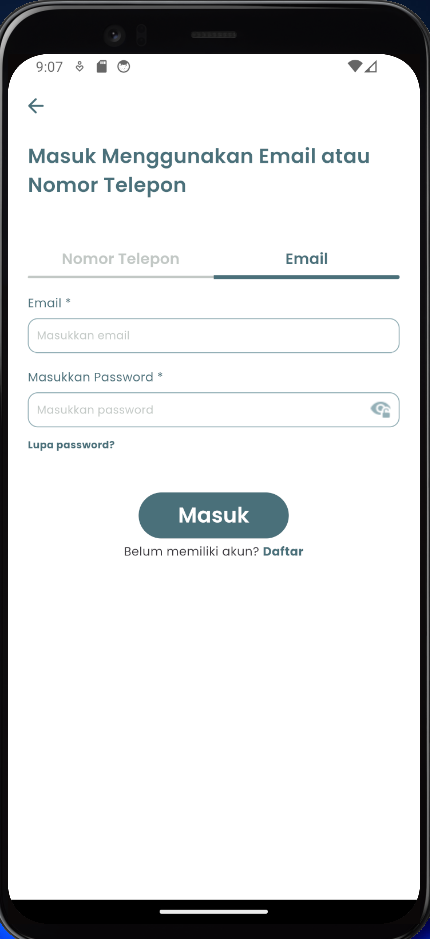 9:07
Masuk Menggunakan Email atau
Nomor Telepon
Nomor Telepon Email
Email *
Masukkan email
Masukkan Password *
Masukkan password
Lupa password?
Masuk
Belum memiliki akun? Daftar